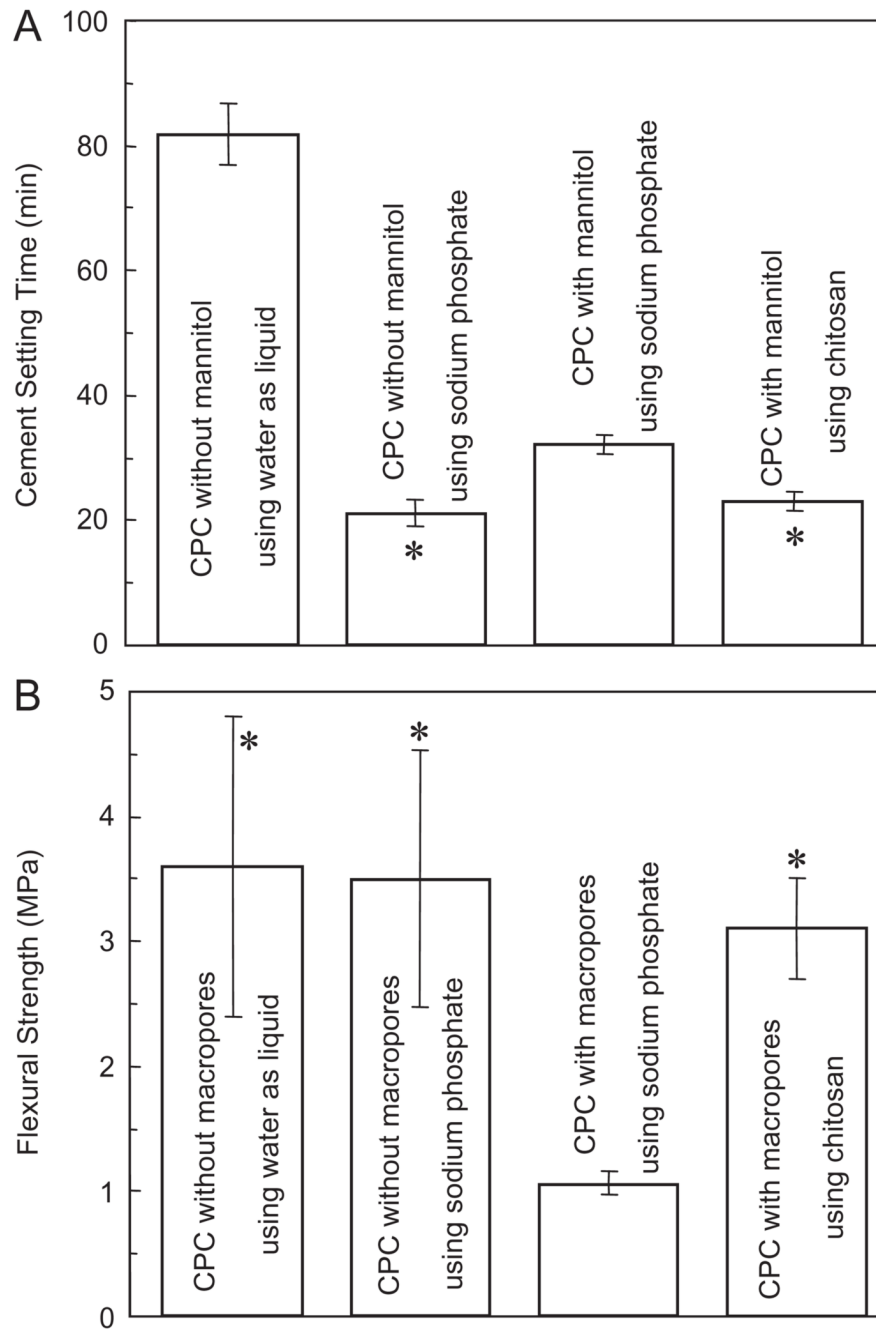 A
100
80
60
40
20
0
Cement Setting Time (min)
CPC without mannitol
using water as liquid
CPC without mannitol
using sodium phosphate
*
CPC with mannitol
using sodium phosphate
CPC with mannitol
using chitosan
*
B
5
4
3
2
1
0
Flexural Strength (MPa)
CPC without macropores
using water as liquid
*
CPC without macropores
using sodium phosphate
*
CPC with macropores
using sodium phosphate
CPC with macropores
using chitosan
*